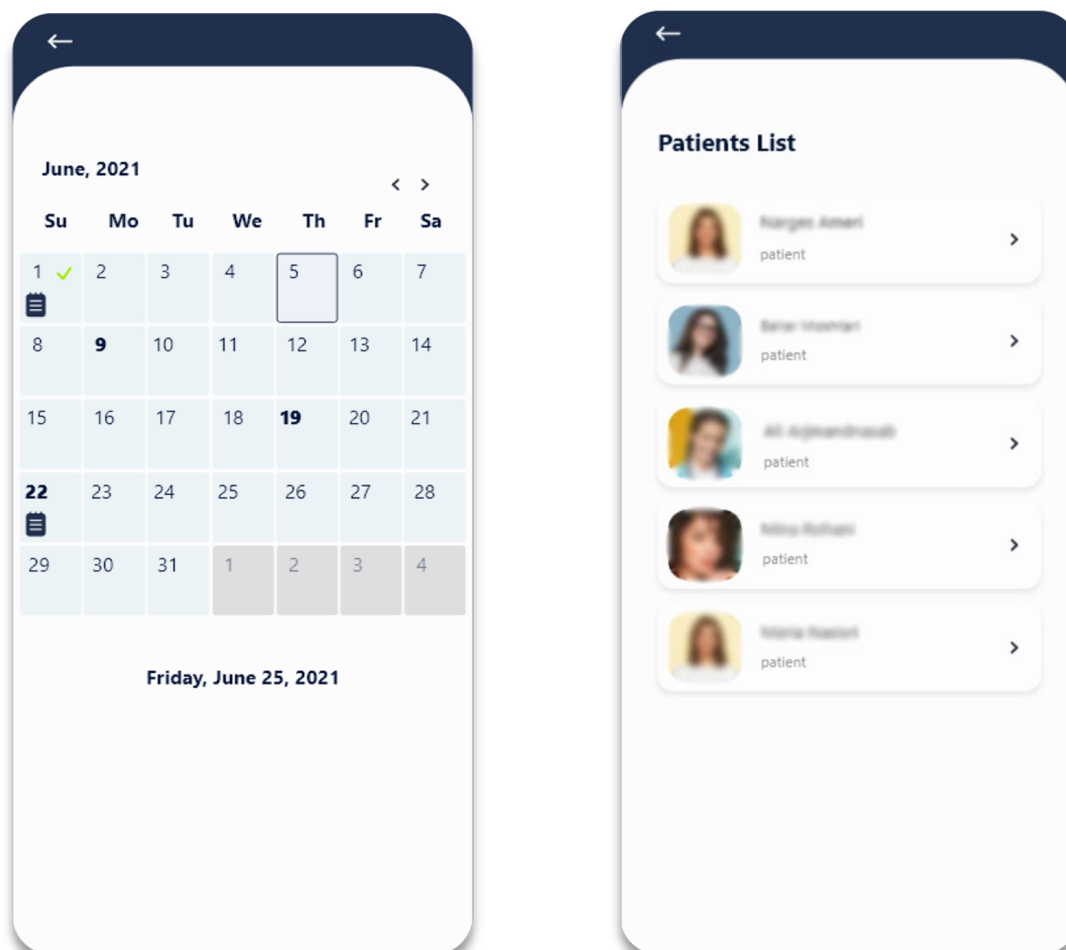 June, 2021
Su Mo Tu We Th Fr Sa
1 2 3 4 5 6 7
8 9 10 11 12 13 14
15 16 17 18 19 20 21
22 23 24 25 26 27 28
29 30 31 1 2 3 4
Friday, June 25, 2021
Patients List
patient
patient
patient
patient
patient